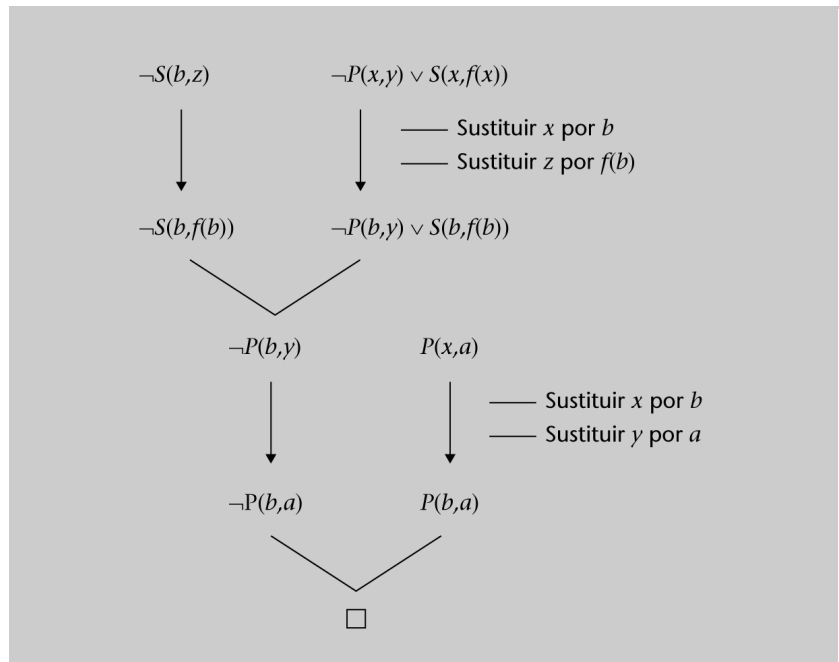 ¬S(b,z) ¬P(x,y) ∨ S(x,f(x))
Sustituir x por b
Sustituir z por f(b)
¬S(b,f(b)) ¬P(b,y) ∨ S(b,f(b))
¬P(b,y) P(x,a)
Sustituir x por b
Sustituir y por a
¬P(b,a) P(b,a)